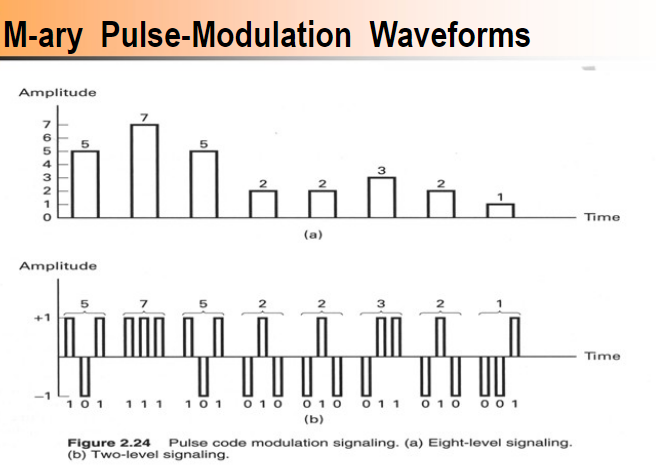 M-ary Pulse-Modulation Waveforms
Amplitude
7
6
5
4
3
2
1
0
5 7 5 2 2 3 2 1
Time
(a)
Amplitude
5 7 5 2 2 3 2 1
+1
Time
−1
1 0 1 1 1 1 1 0 1 0 1 0 0 1 0 0 1 1 0 1 0 0 0 1
(b)
Figure 2.24 Pulse code modulation signaling. (a) Eight-level signaling.
(b) Two-level signaling.